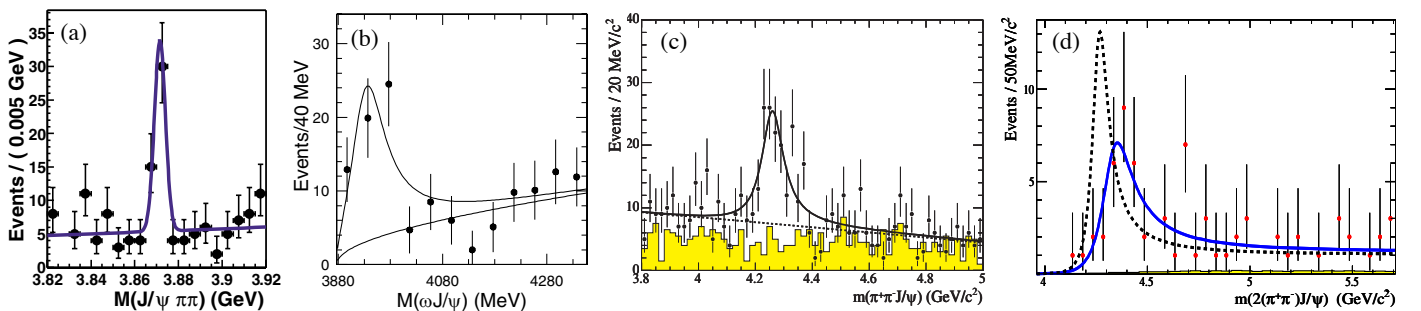 (a)
Events / ( 0.005 GeV )
35
30
25
20
15
10
5
0
3.82 3.84 3.86 3.88 3.9 3.92
M(J/ψ ππ) (GeV)
(b)
Events/40 MeV
30
20
10
0
3880 4080 4280
M(ωJ/ψ) (MeV)
(c)
Events / 20 MeV/c²
40
30
20
10
0
3.8 4 4.2 4.4 4.6 4.8 5
m(π⁺π⁻J/ψ) (GeV/c²)
(d)
Events / 50MeV/c²
10
5
4 4.5 5 5.5
m(2(π⁺π⁻)J/ψ) (GeV/c²)